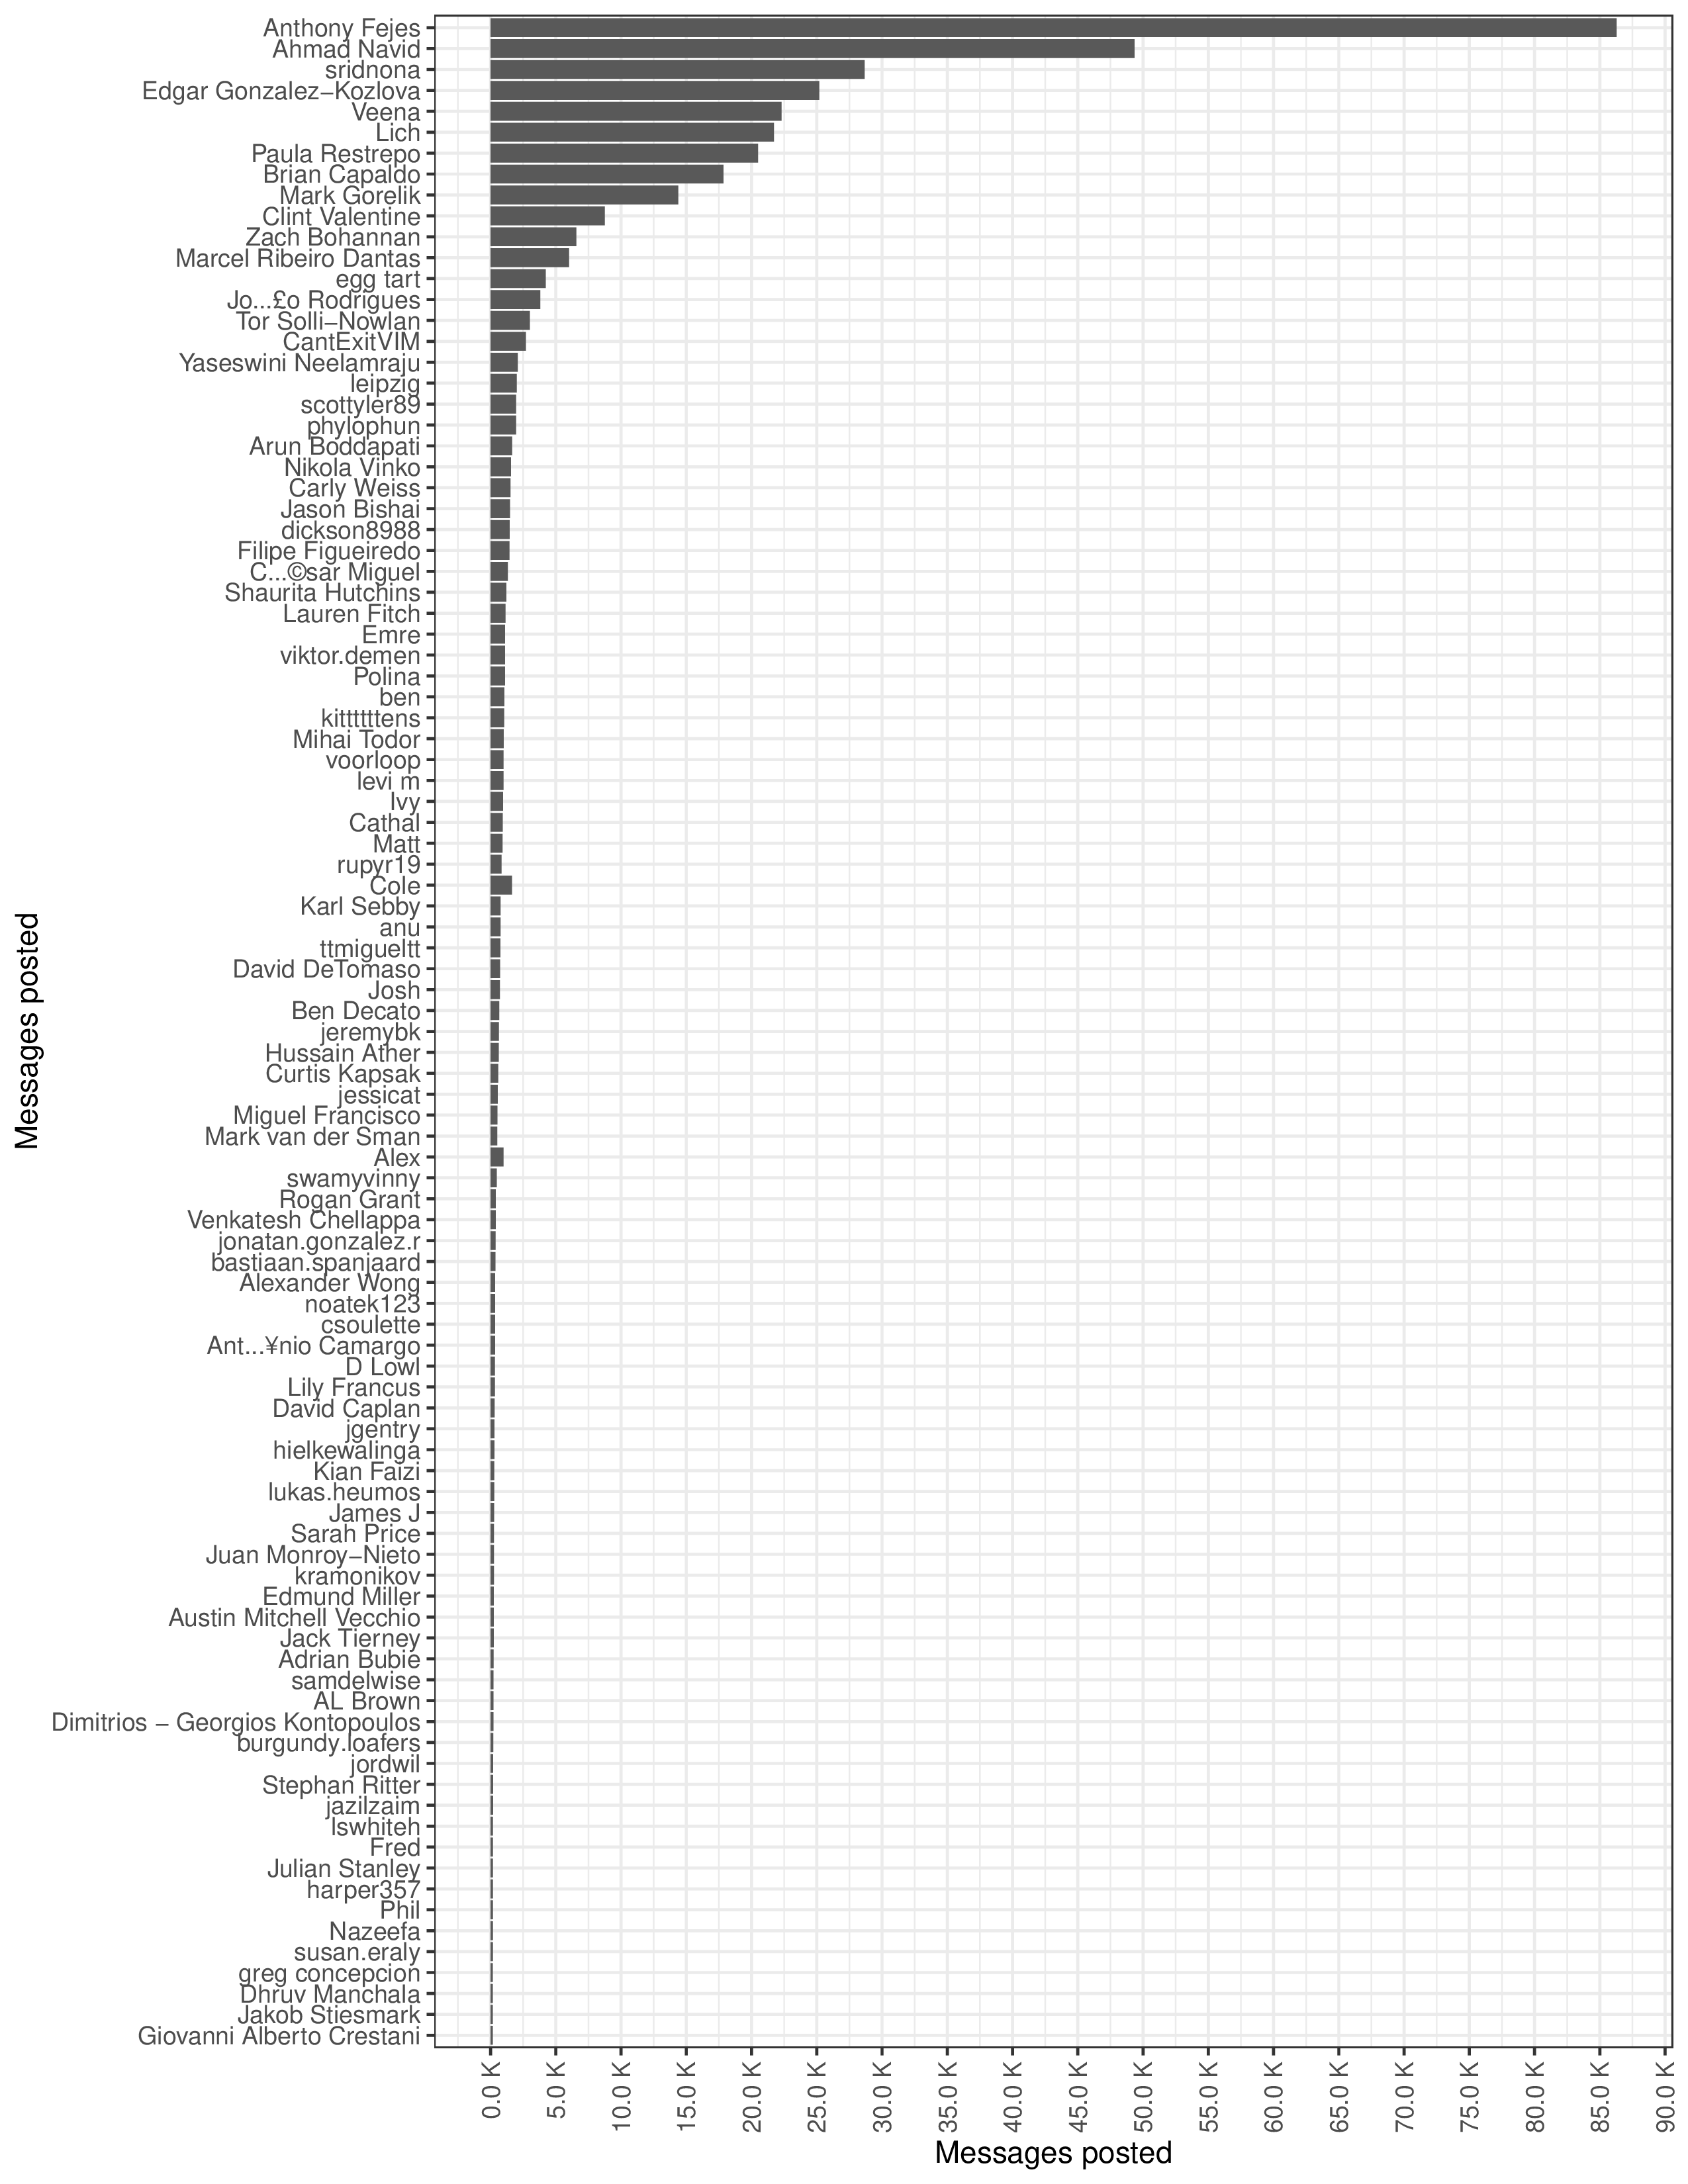 Anthony Fejes
Ahmad Navid
sridnona
Edgar Gonzalez−Kozlova
Veena
Lich
Paula Restrepo
Brian Capaldo
Mark Gorelik
Clint Valentine
Zach Bohannan
Marcel Ribeiro Dantas
egg tart
Jo...£o Rodrigues
Tor Solli−Nowlan
CantExitVIM
Yaseswini Neelamraju
leipzig
scottyler89
phylophun
Arun Boddapati
Nikola Vinko
Carly Weiss
Jason Bishai
dickson8988
Filipe Figueiredo
C...©sar Miguel
Shaurita Hutchins
Lauren Fitch
Emre
viktor.demen
Polina
ben
kittttttens
Mihai Todor
voorloop
levi m
Ivy
Cathal
Matt
rupyr19
Cole
Karl Sebby
anu
ttmigueltt
David DeTomaso
Josh
Ben Decato
jeremybk
Hussain Ather
Curtis Kapsak
jessicat
Miguel Francisco
Mark van der Sman
Alex
swamyvinny
Rogan Grant
Venkatesh Chellappa
jonatan.gonzalez.r
bastiaan.spanjaard
Alexander Wong
noatek123
csoulette
Ant...¥nio Camargo
D Lowl
Lily Francus
David Caplan
jgentry
hielkewalinga
Kian Faizi
lukas.heumos
James J
Sarah Price
Juan Monroy−Nieto
kramonikov
Edmund Miller
Austin Mitchell Vecchio
Jack Tierney
Adrian Bubie
samdelwise
AL Brown
Dimitrios − Georgios Kontopoulos
burgundy.loafers
jordwil
Stephan Ritter
jazilzaim
lswhiteh
Fred
Julian Stanley
harper357
Phil
Nazeefa
susan.eraly
greg concepcion
Dhruv Manchala
Jakob Stiesmark
Giovanni Alberto Crestani
Messages posted
0.0 K
5.0 K
10.0 K
15.0 K
20.0 K
25.0 K
30.0 K
35.0 K
40.0 K
45.0 K
50.0 K
55.0 K
60.0 K
65.0 K
70.0 K
75.0 K
80.0 K
85.0 K
90.0 K
Messages posted